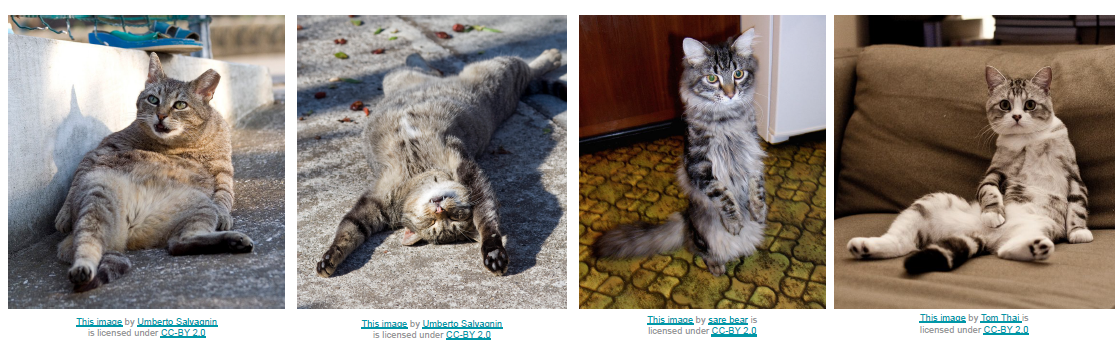 This image by Umberto Salvagnin
is licensed under CC-BY 2.0
This image by Umberto Salvagnin
is licensed under CC-BY 2.0
This image by sare bear is
licensed under CC-BY 2.0
This image by Tom Thai is
licensed under CC-BY 2.0